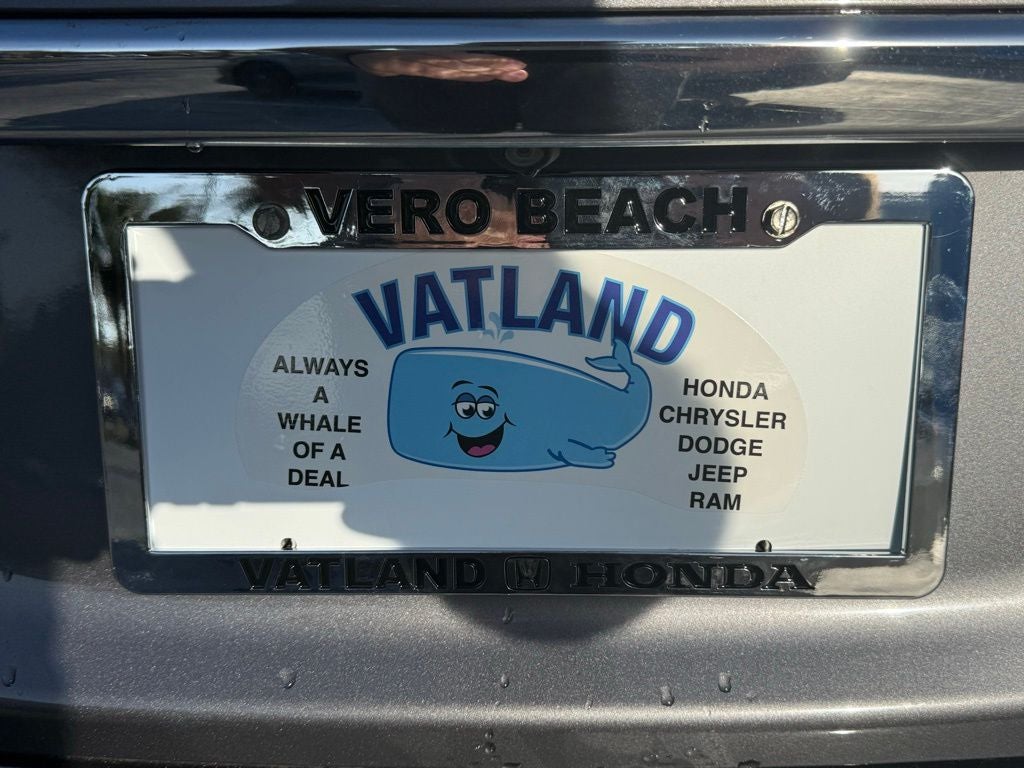 VERO BEACH
VATLAND
ALWAYS
A
WHALE
OF A
DEAL
HONDA
CHRYSLER
DODGE
JEEP
RAM
VATLAND HONDA